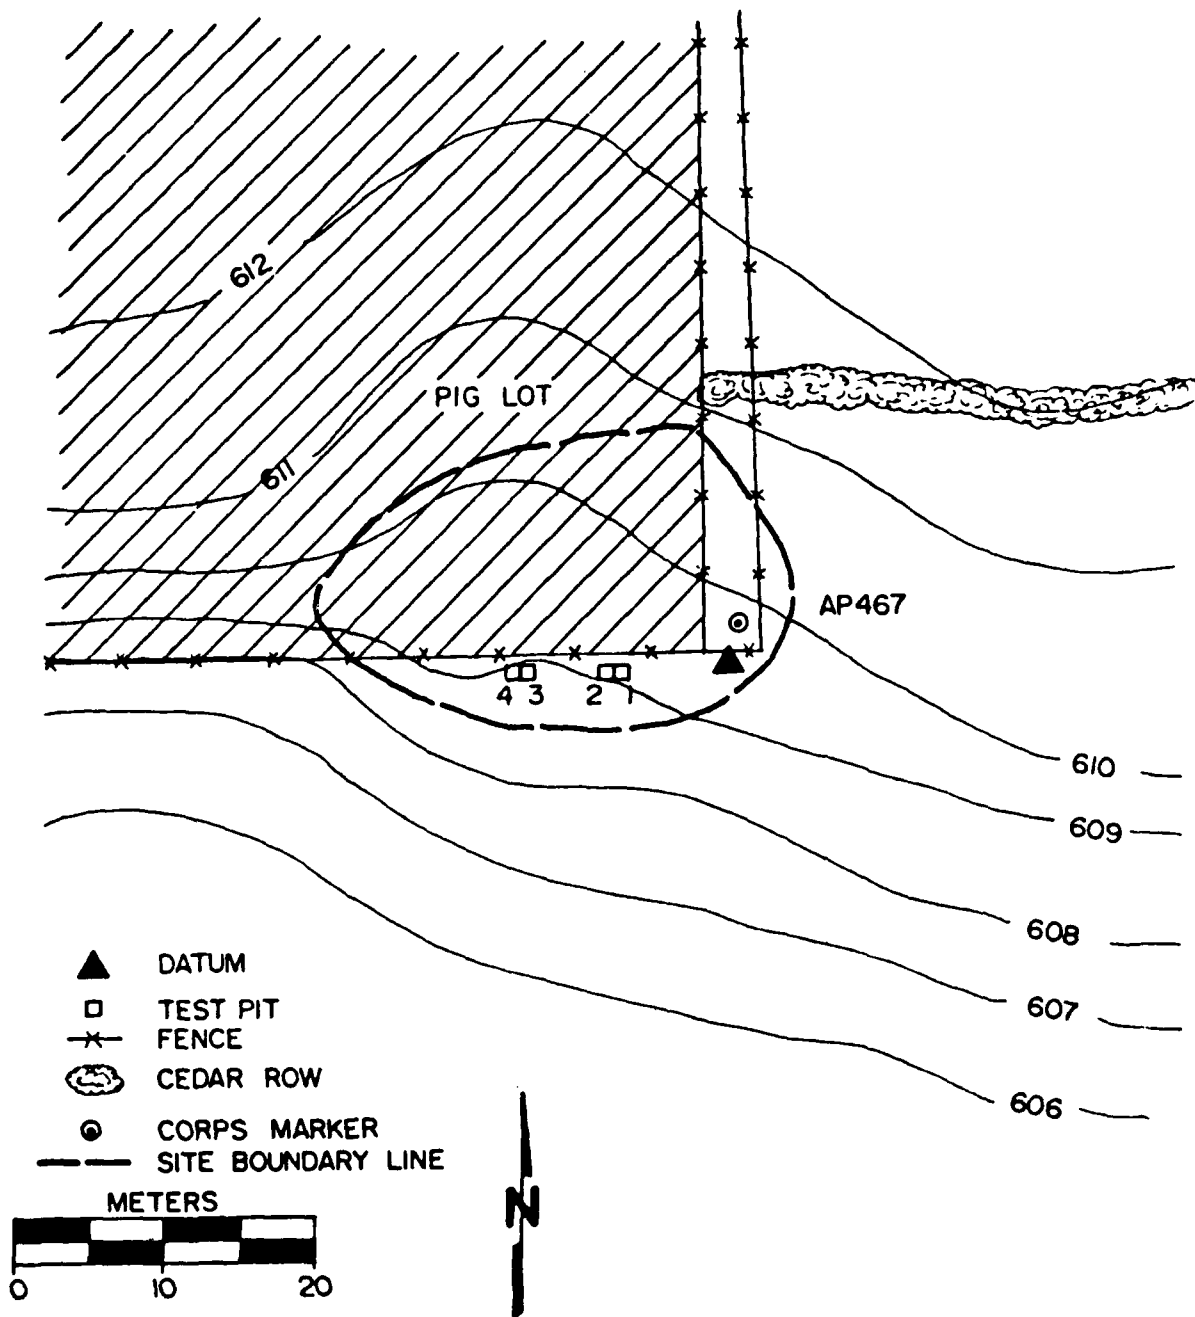 612
PIG LOT
611
AP467
4 3 2 1
610
609
608
607
606
DATUM
TEST PIT
FENCE
CEDAR ROW
CORPS MARKER
SITE BOUNDARY LINE
METERS
0 10 20
N